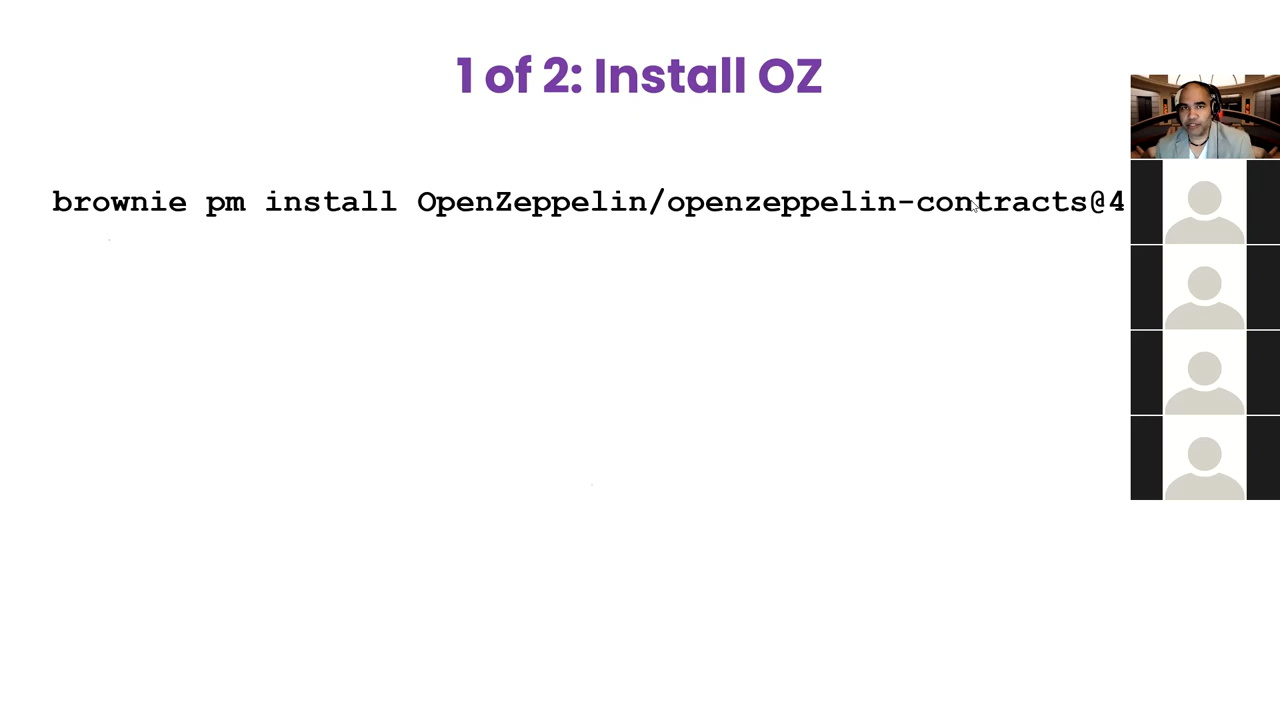 1 of 2: Install OZ
brownie pm install OpenZeppelin/openzeppelin-contracts@4